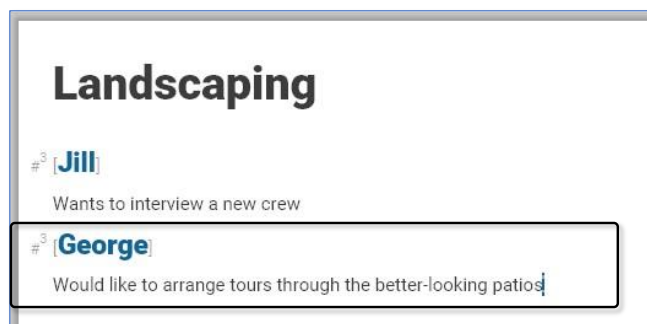 Landscaping
#3 [Jill]
Wants to interview a new crew
#3 [George]
Would like to arrange tours through the better-looking patios